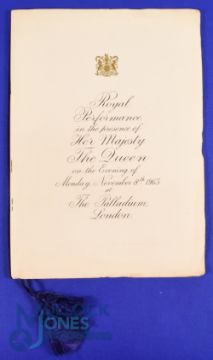 Royal
Performance
in the presence of
Her Majesty
The Queen
on the Evening of
Monday, November 8th 1965
at
The Palladium,
London
JONES